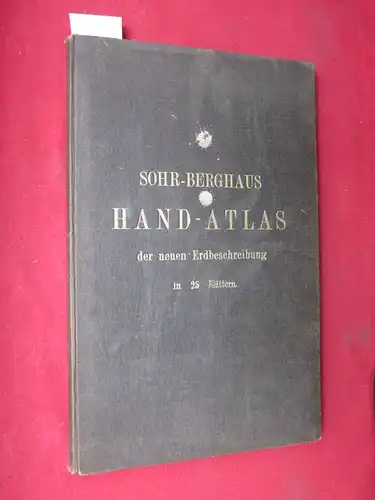 SOHR-BERGHAUS
HAND-ATLAS
der neuen Erdbeschreibung
in 25 Blättern.